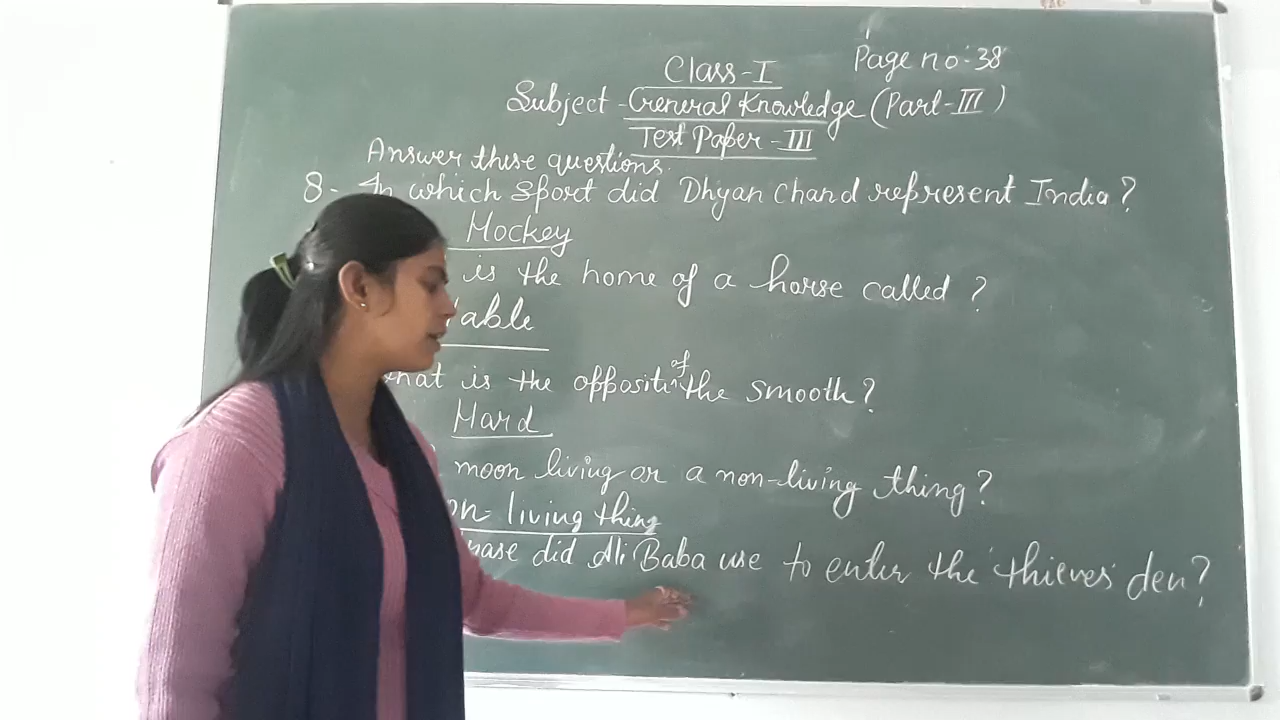 Page no:38
Class-I
Subject - General Knowledge (Part-III)
Test Paper - III
Answer these questions.
8- In which sport did Dhyan Chand represent India?
Hockey
is the home of a horse called?
table
hat is the opposite of the smooth?
Hard
moon living or a non-living thing?
on-living thing
rase did Ali Baba use to enter the thieves' den?